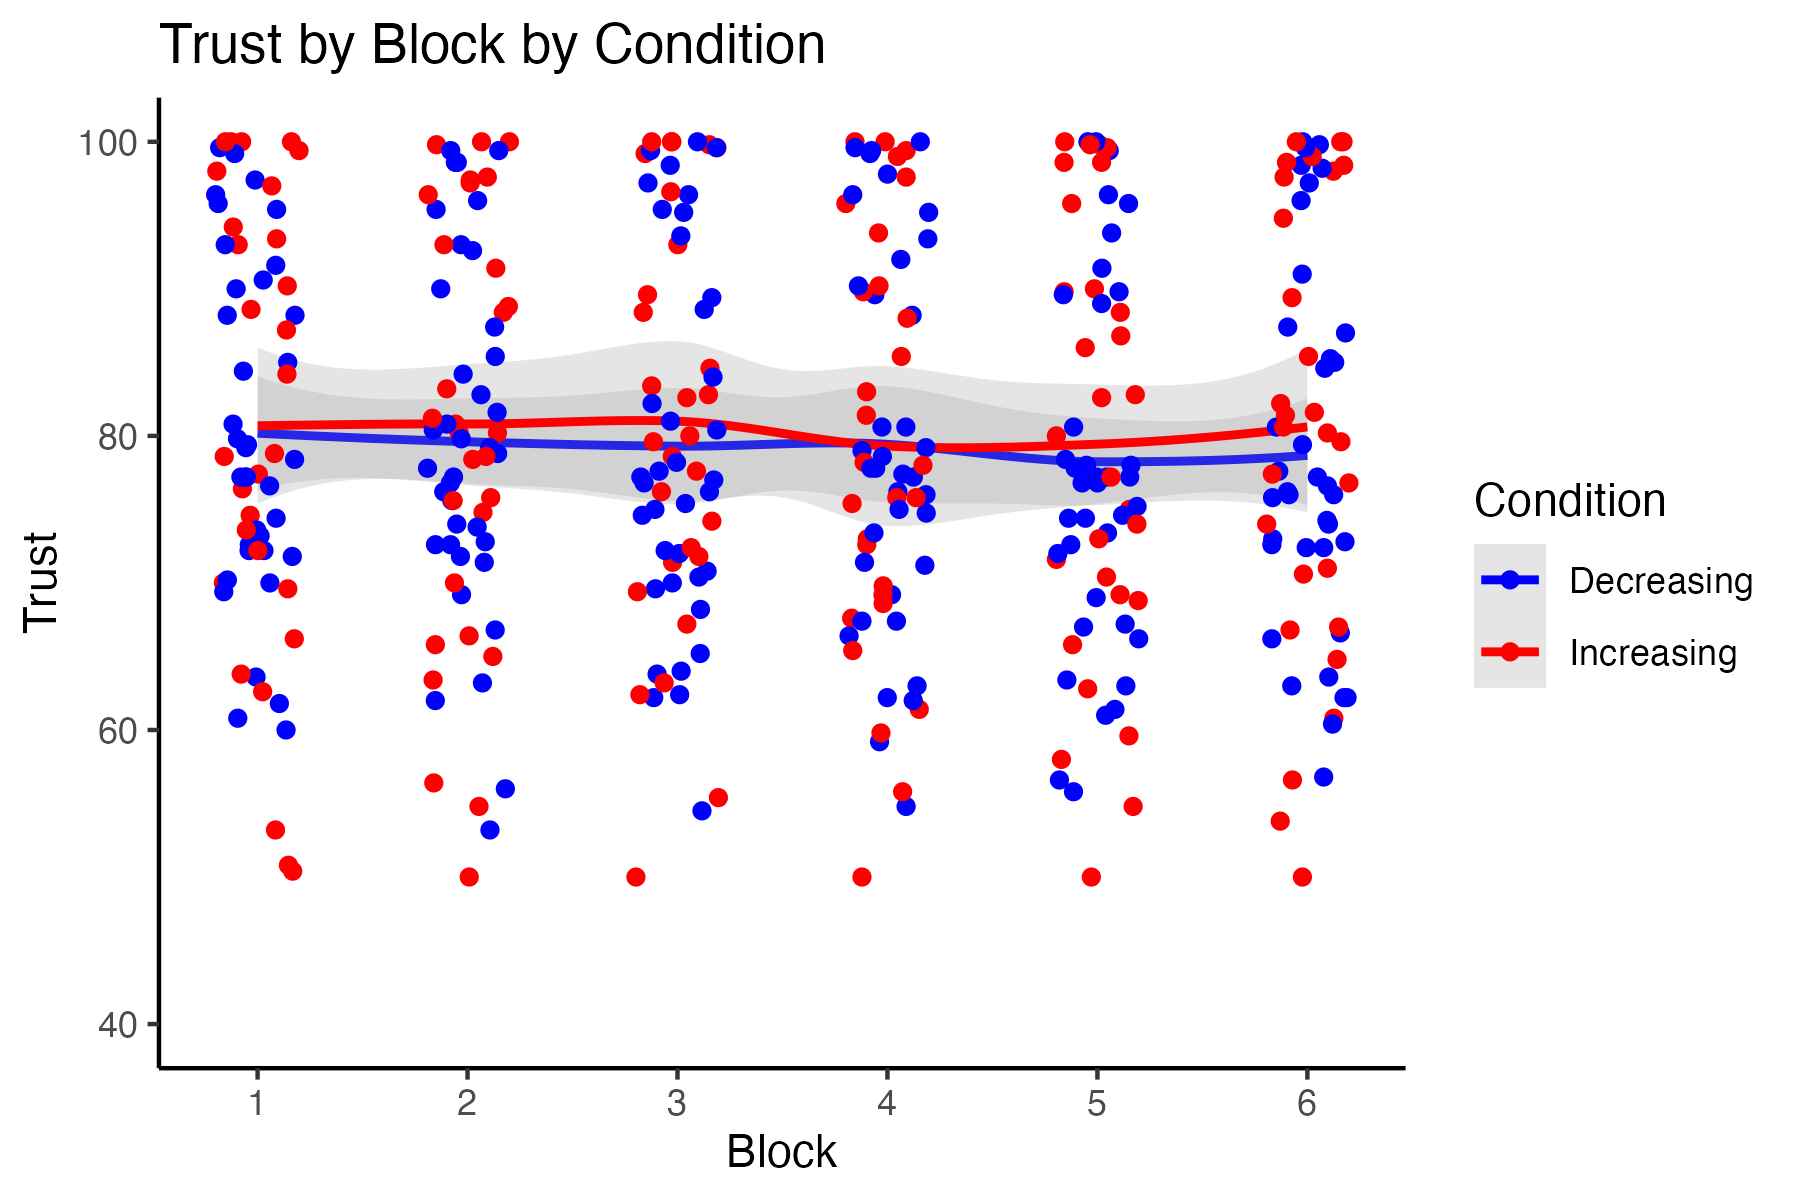 Trust by Block by Condition
100
80
60
40
Trust
1 2 3 4 5 6
Block
Condition
Decreasing
Increasing